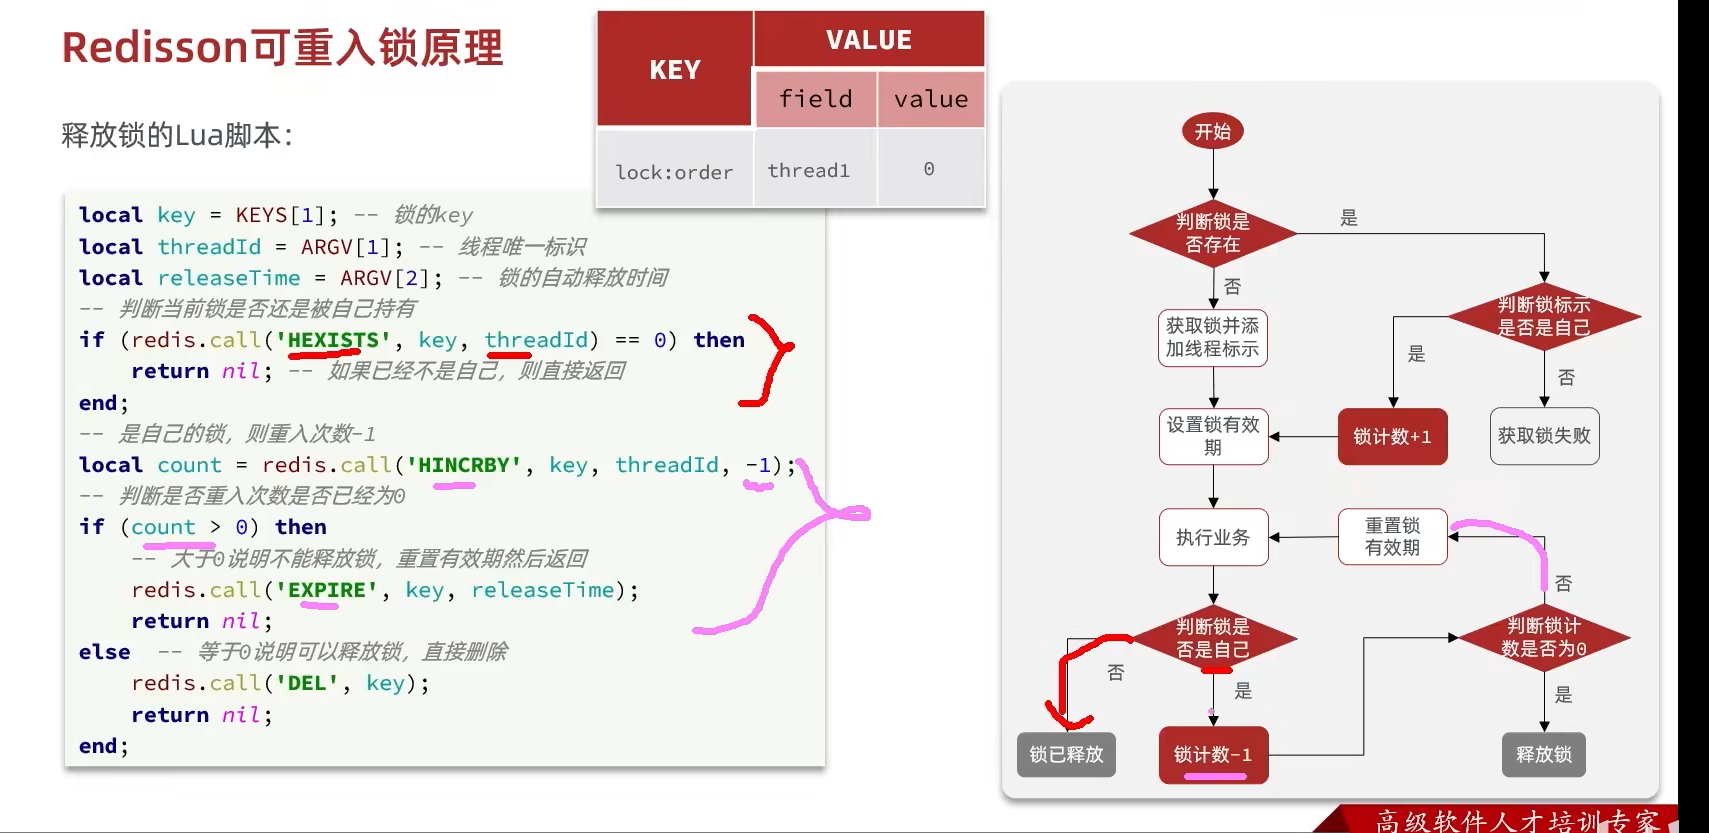 Redisson可重入锁原理
KEY
VALUE
field
value
lock:order
thread1
0
释放锁的Lua脚本：
local key = KEYS[1]; -- 锁的key
local threadId = ARGV[1]; -- 线程唯一标识
local releaseTime = ARGV[2]; -- 锁的自动释放时间
-- 判断当前锁是否还是被自己持有
if (redis.call('HEXISTS', key, threadId) == 0) then
    return nil; -- 如果已经不是自己，则直接返回
end;
-- 是自己的锁，则重入次数-1
local count = redis.call('HINCRBY', key, threadId, -1);
-- 判断是否重入次数是否已经为0
if (count > 0) then
    -- 大于0说明不能释放锁，重置有效期然后返回
    redis.call('EXPIRE', key, releaseTime);
    return nil;
else  -- 等于0说明可以释放锁，直接删除
    redis.call('DEL', key);
    return nil;
end;
开始
判断锁是
否存在
是
否
判断锁标示
是否是自己
获取锁并添
加线程标示
是
否
设置锁有效
期
锁计数+1
获取锁失败
执行业务
重置锁
有效期
否
判断锁是
否是自己
判断锁计
数是否为0
否
是
是
锁已释放
锁计数-1
释放锁
高级软件人才培训专家